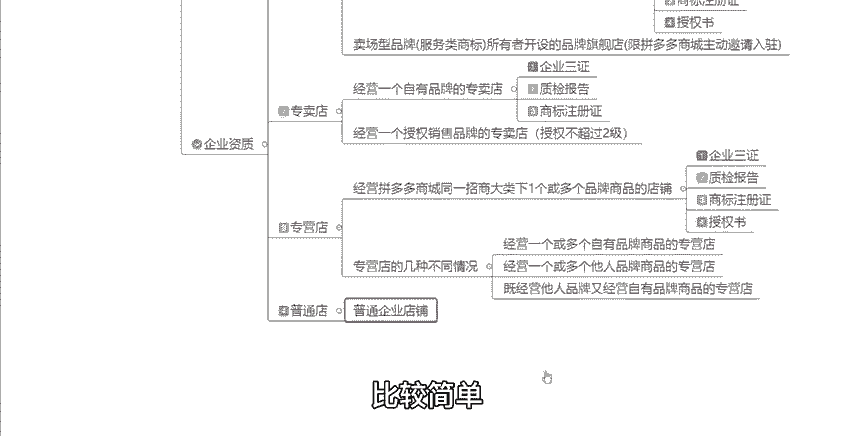 商标注册证
授权书
卖场型品牌(服务类商标)所有者开设的品牌旗舰店(限拼多多商城主动邀请入驻)
企业三证
经营一个自有品牌的专卖店
质检报告
专卖店
商标注册证
经营一个授权销售品牌的专卖店（授权不超过2级）
企业资质
企业三证
质检报告
经营拼多多商城同一招商大类下1个或多个品牌商品的店铺
商标注册证
授权书
专营店
经营一个或多个自有品牌商品的专营店
专营店的几种不同情况
经营一个或多个他人品牌商品的专营店
既经营他人品牌又经营自有品牌商品的专营店
普通店
普通企业店铺
比较简单